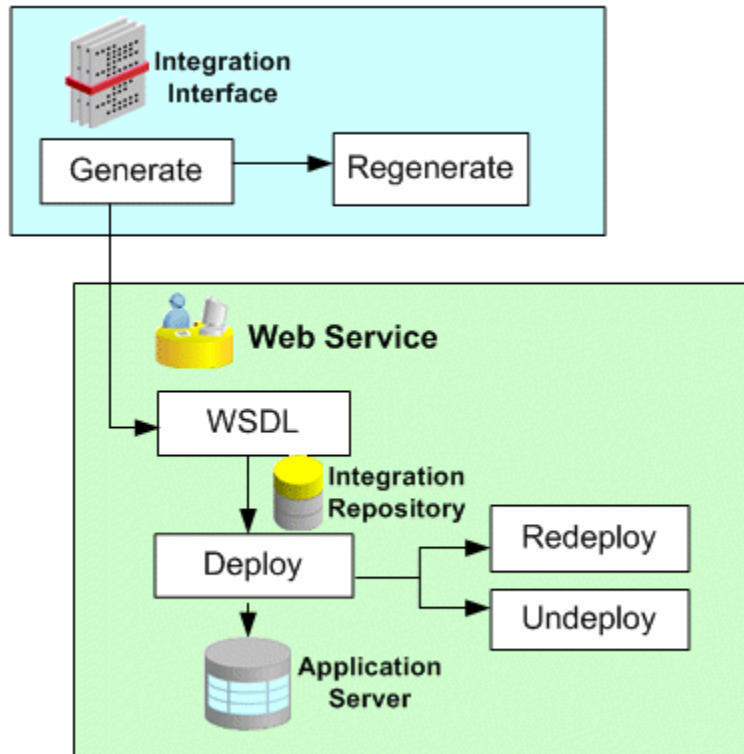 Integration
Interface
Generate
Regenerate
Web Service
WSDL
Integration
Repository
Deploy
Redeploy
Undeploy
Application
Server